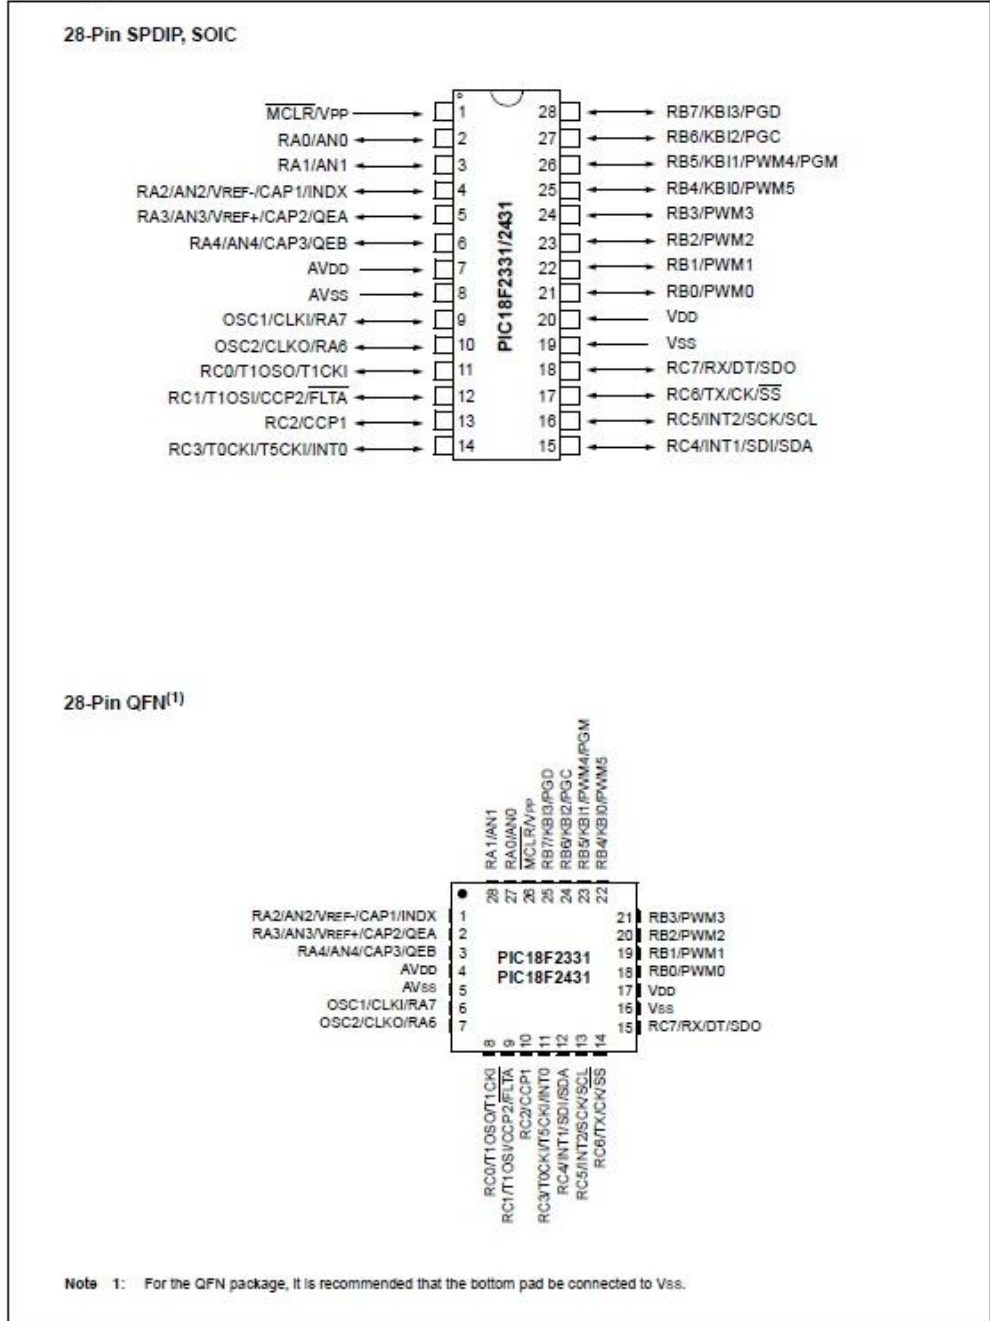 28-Pin SPDIP, SOIC
MCLR/VPP
RA0/AN0
RA1/AN1
RA2/AN2/VREF-/CAP1/INDX
RA3/AN3/VREF+/CAP2/QEA
RA4/AN4/CAP3/QEB
AVDD
AVSS
OSC1/CLKI/RA7
OSC2/CLKO/RA6
RC0/T1OSO/T1CKI
RC1/T1OSI/CCP2/FLTA
RC2/CCP1
RC3/T0CKI/T5CKI/INT0
1
2
3
4
5
6
7
8
9
10
11
12
13
14
PIC18F2331/2431
28
27
26
25
24
23
22
21
20
19
18
17
16
15
RB7/KBI3/PGD
RB6/KBI2/PGC
RB5/KBI1/PWM4/PGM
RB4/KBI0/PWM5
RB3/PWM3
RB2/PWM2
RB1/PWM1
RB0/PWM0
VDD
VSS
RC7/RX/DT/SDO
RC6/TX/CK/SS
RC5/INT2/SCK/SCL
RC4/INT1/SDI/SDA
28-Pin QFN(1)
RA1/AN1
RA0/AN0
MCLR/VPP
RB7/KBI3/PGD
RB6/KBI2/PGC
RB5/KBI1/PWM4/PGM
RB4/KBI0/PWM5
28
27
26
25
24
23
22
RA2/AN2/VREF-/CAP1/INDX
RA3/AN3/VREF+/CAP2/QEA
RA4/AN4/CAP3/QEB
AVDD
AVSS
OSC1/CLKI/RA7
OSC2/CLKO/RA6
1
2
3
4
5
6
7
PIC18F2331
PIC18F2431
21
20
19
18
17
16
15
RB3/PWM3
RB2/PWM2
RB1/PWM1
RB0/PWM0
VDD
VSS
RC7/RX/DT/SDO
8
9
10
11
12
13
14
RC0/T1OSO/T1CKI
RC1/T1OSI/CCP2/FLTA
RC2/CCP1
RC3/T0CKI/T5CKI/INT0
RC4/INT1/SDI/SDA
RC5/INT2/SCK/SCL
RC6/TX/CK/SS
Note 1: For the QFN package, it is recommended that the bottom pad be connected to VSS.